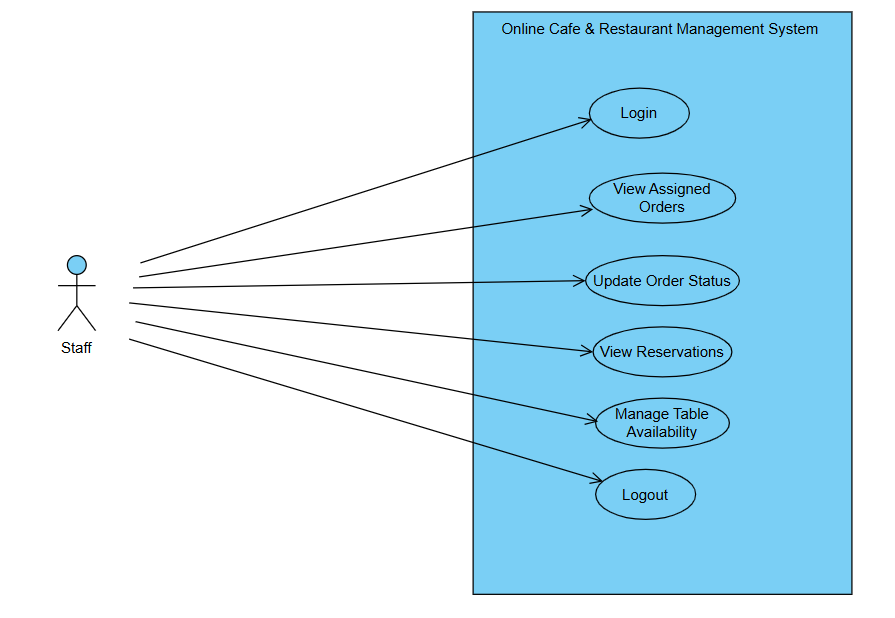 Online Cafe & Restaurant Management System
Login
View Assigned
Orders
Update Order Status
View Reservations
Manage Table
Availability
Logout
Staff